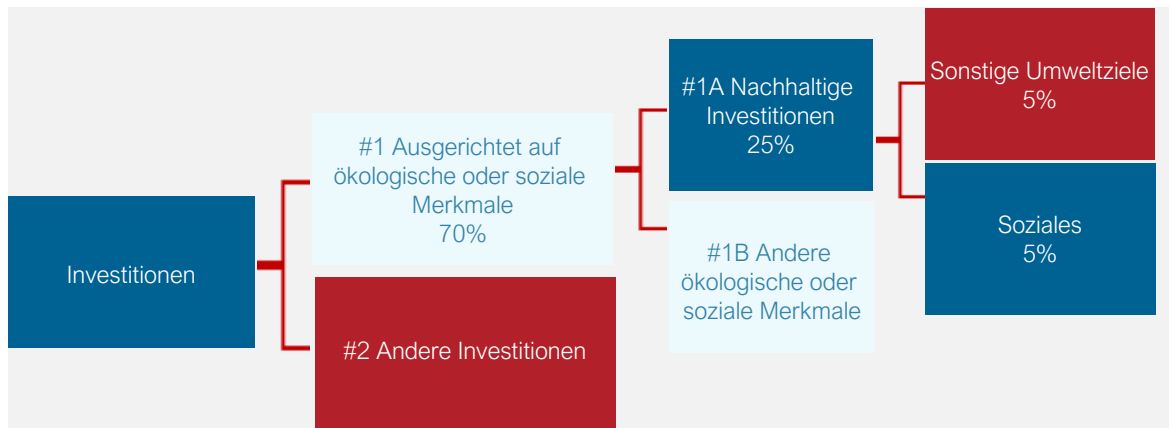 Investitionen
#1 Ausgerichtet auf
ökologische oder soziale
Merkmale
70%
#2 Andere Investitionen
#1A Nachhaltige
Investitionen
25%
#1B Andere
ökologische oder
soziale Merkmale
Sonstige Umweltziele
5%
Soziales
5%